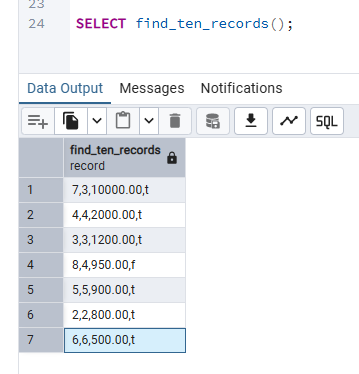 23
24 SELECT find_ten_records();
Data Output Messages Notifications
SQL
find_ten_records
record
1 7,3,10000.00,t
2 4,4,2000.00,t
3 3,3,1200.00,t
4 8,4,950.00,f
5 5,5,900.00,t
6 2,2,800.00,t
7 6,6,500.00,t